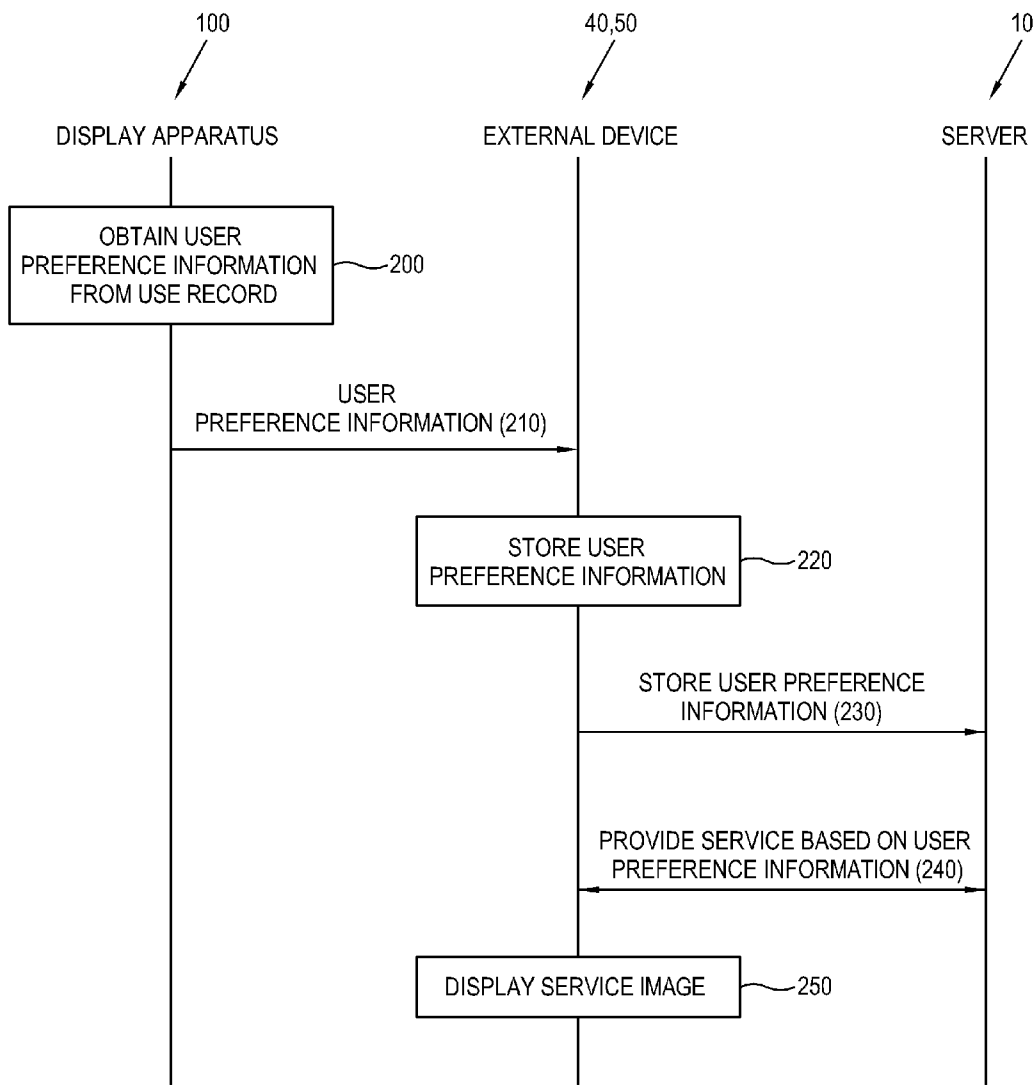 100
40,50
10
DISPLAY APPARATUS
EXTERNAL DEVICE
SERVER
OBTAIN USER
PREFERENCE INFORMATION
FROM USE RECORD
200
USER
PREFERENCE INFORMATION (210)
STORE USER
PREFERENCE INFORMATION
220
STORE USER PREFERENCE
INFORMATION (230)
PROVIDE SERVICE BASED ON USER
PREFERENCE INFORMATION (240)
DISPLAY SERVICE IMAGE
250